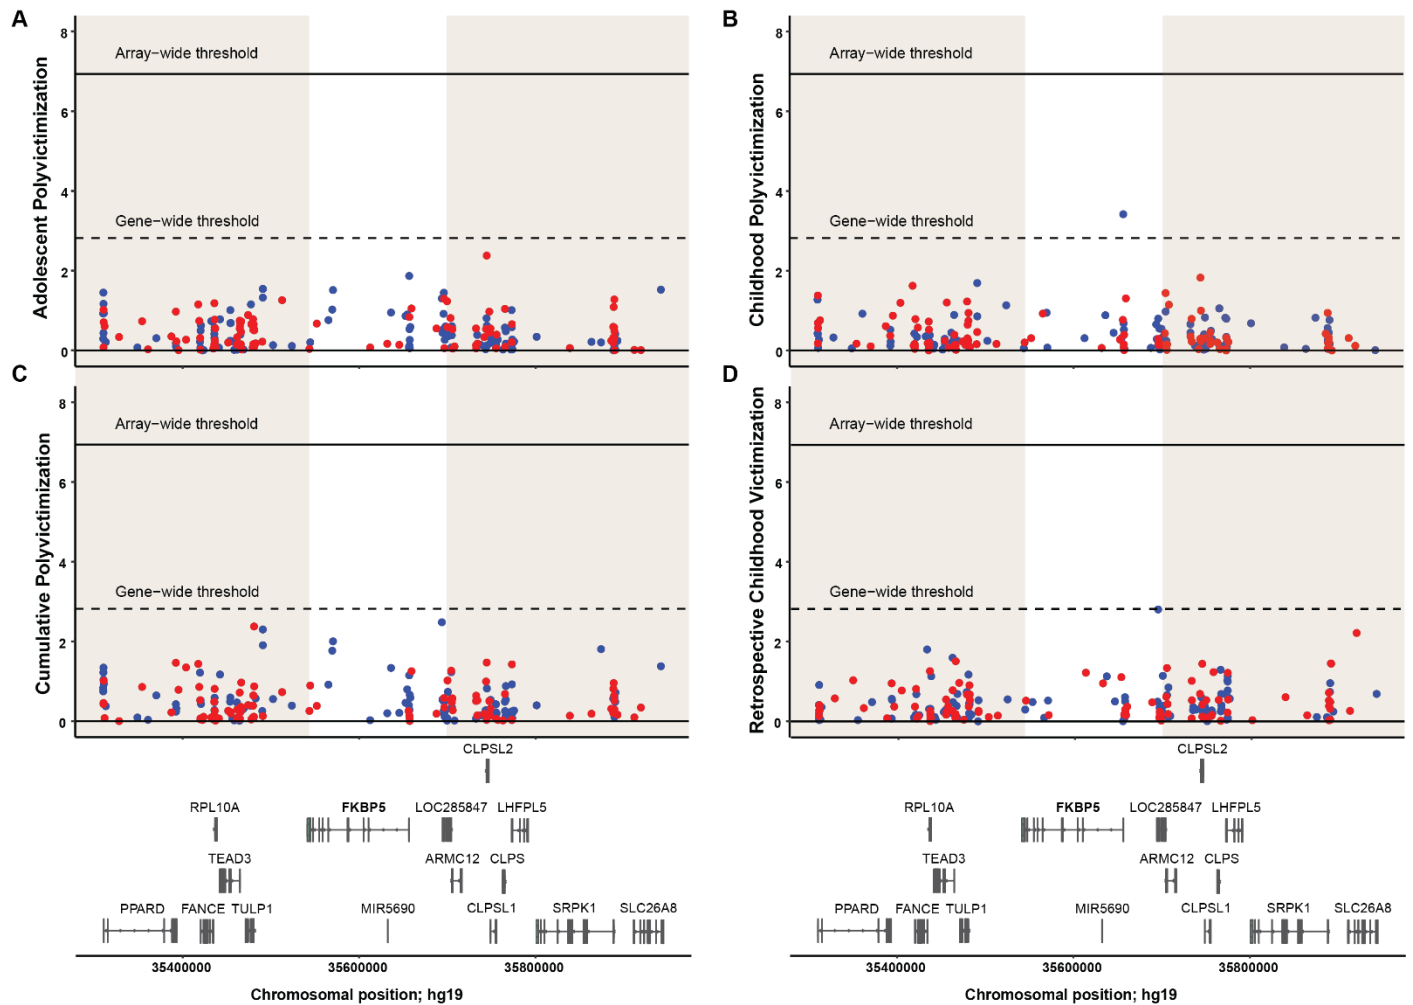 A
8
Array-wide threshold
6
4
Gene-wide threshold
2
0
Adolescent Polyvictimization
B
8
Array-wide threshold
6
4
Gene-wide threshold
2
0
Childhood Polyvictimization
C
8
Array-wide threshold
6
4
Gene-wide threshold
2
0
Cumulative Polyvictimization
D
8
Array-wide threshold
6
4
Gene-wide threshold
2
0
Retrospective Childhood Victimization
CLPSL2
RPL10A FKBP5 LOC285847 LHFPL5
TEAD3 ARMC12 CLPS
PPARD FANCE TULP1 MIR5690 CLPSL1 SRPK1 SLC26A8
35400000 35600000 35800000
Chromosomal position; hg19
CLPSL2
RPL10A FKBP5 LOC285847 LHFPL5
TEAD3 ARMC12 CLPS
PPARD FANCE TULP1 MIR5690 CLPSL1 SRPK1 SLC26A8
35400000 35600000 35800000
Chromosomal position; hg19